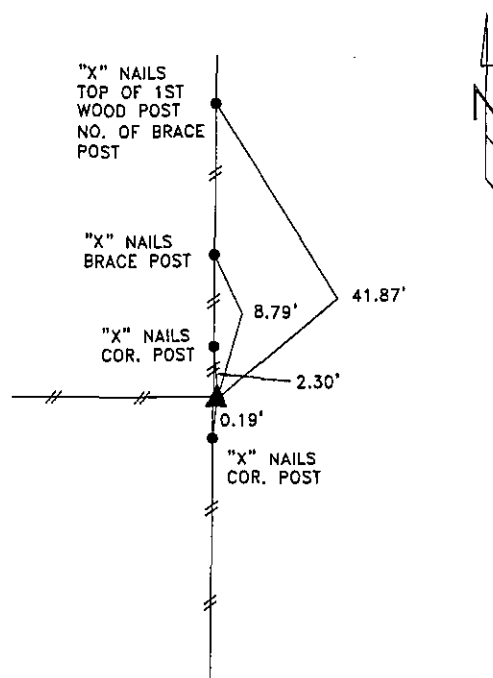 "X" NAILS
TOP OF 1ST
WOOD POST
NO. OF BRACE
POST
N
"X" NAILS
BRACE POST
41.87'
8.79'
"X" NAILS
COR. POST
2.30'
0.19'
"X" NAILS
COR. POST